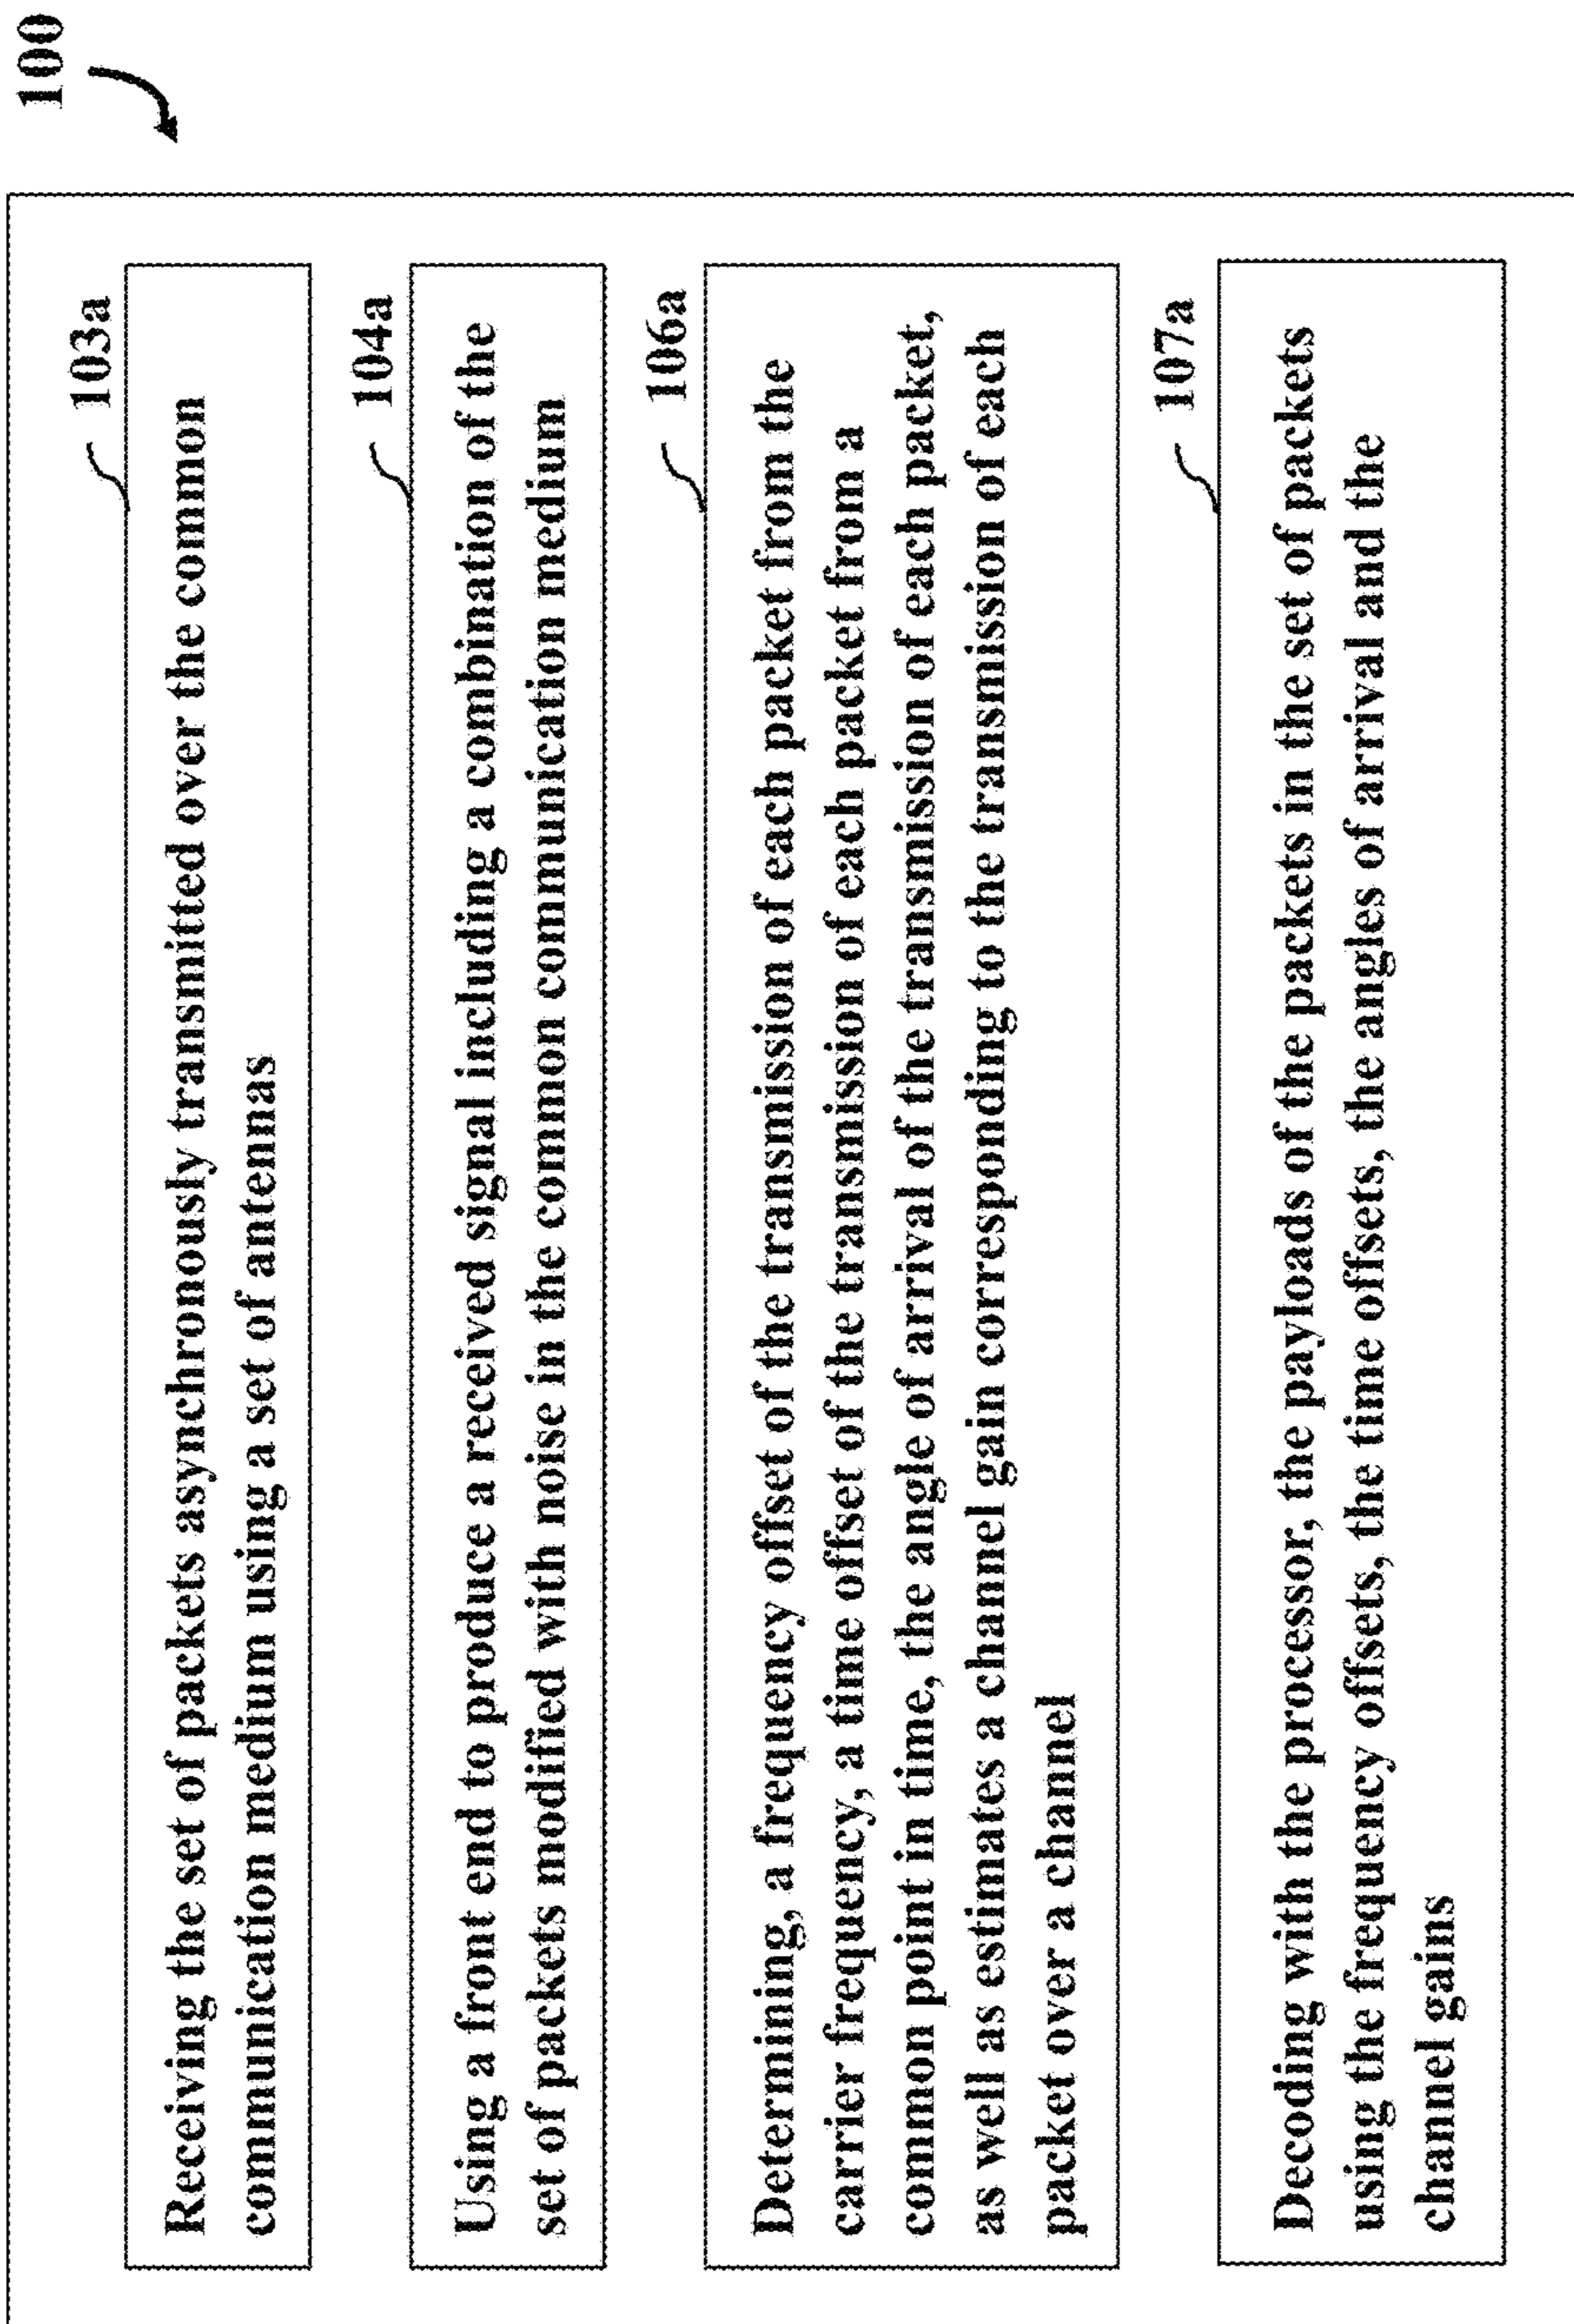 100
103a
Receiving the set of packets asynchronously transmitted over the common
communication medium using a set of antennas
104a
Using a front end to produce a received signal including a combination of the
set of packets modified with noise in the common communication medium
106a
Determining, a frequency offset of the transmission of each packet from the
carrier frequency, a time offset of the transmission of each packet from a
common point in time, the angle of arrival of the transmission of each packet,
as well as estimates a channel gain corresponding to the transmission of each
packet over a channel
107a
Decoding with the processor, the payloads of the packets in the set of packets
using the frequency offsets, the time offsets, the angles of arrival and the
channel gains